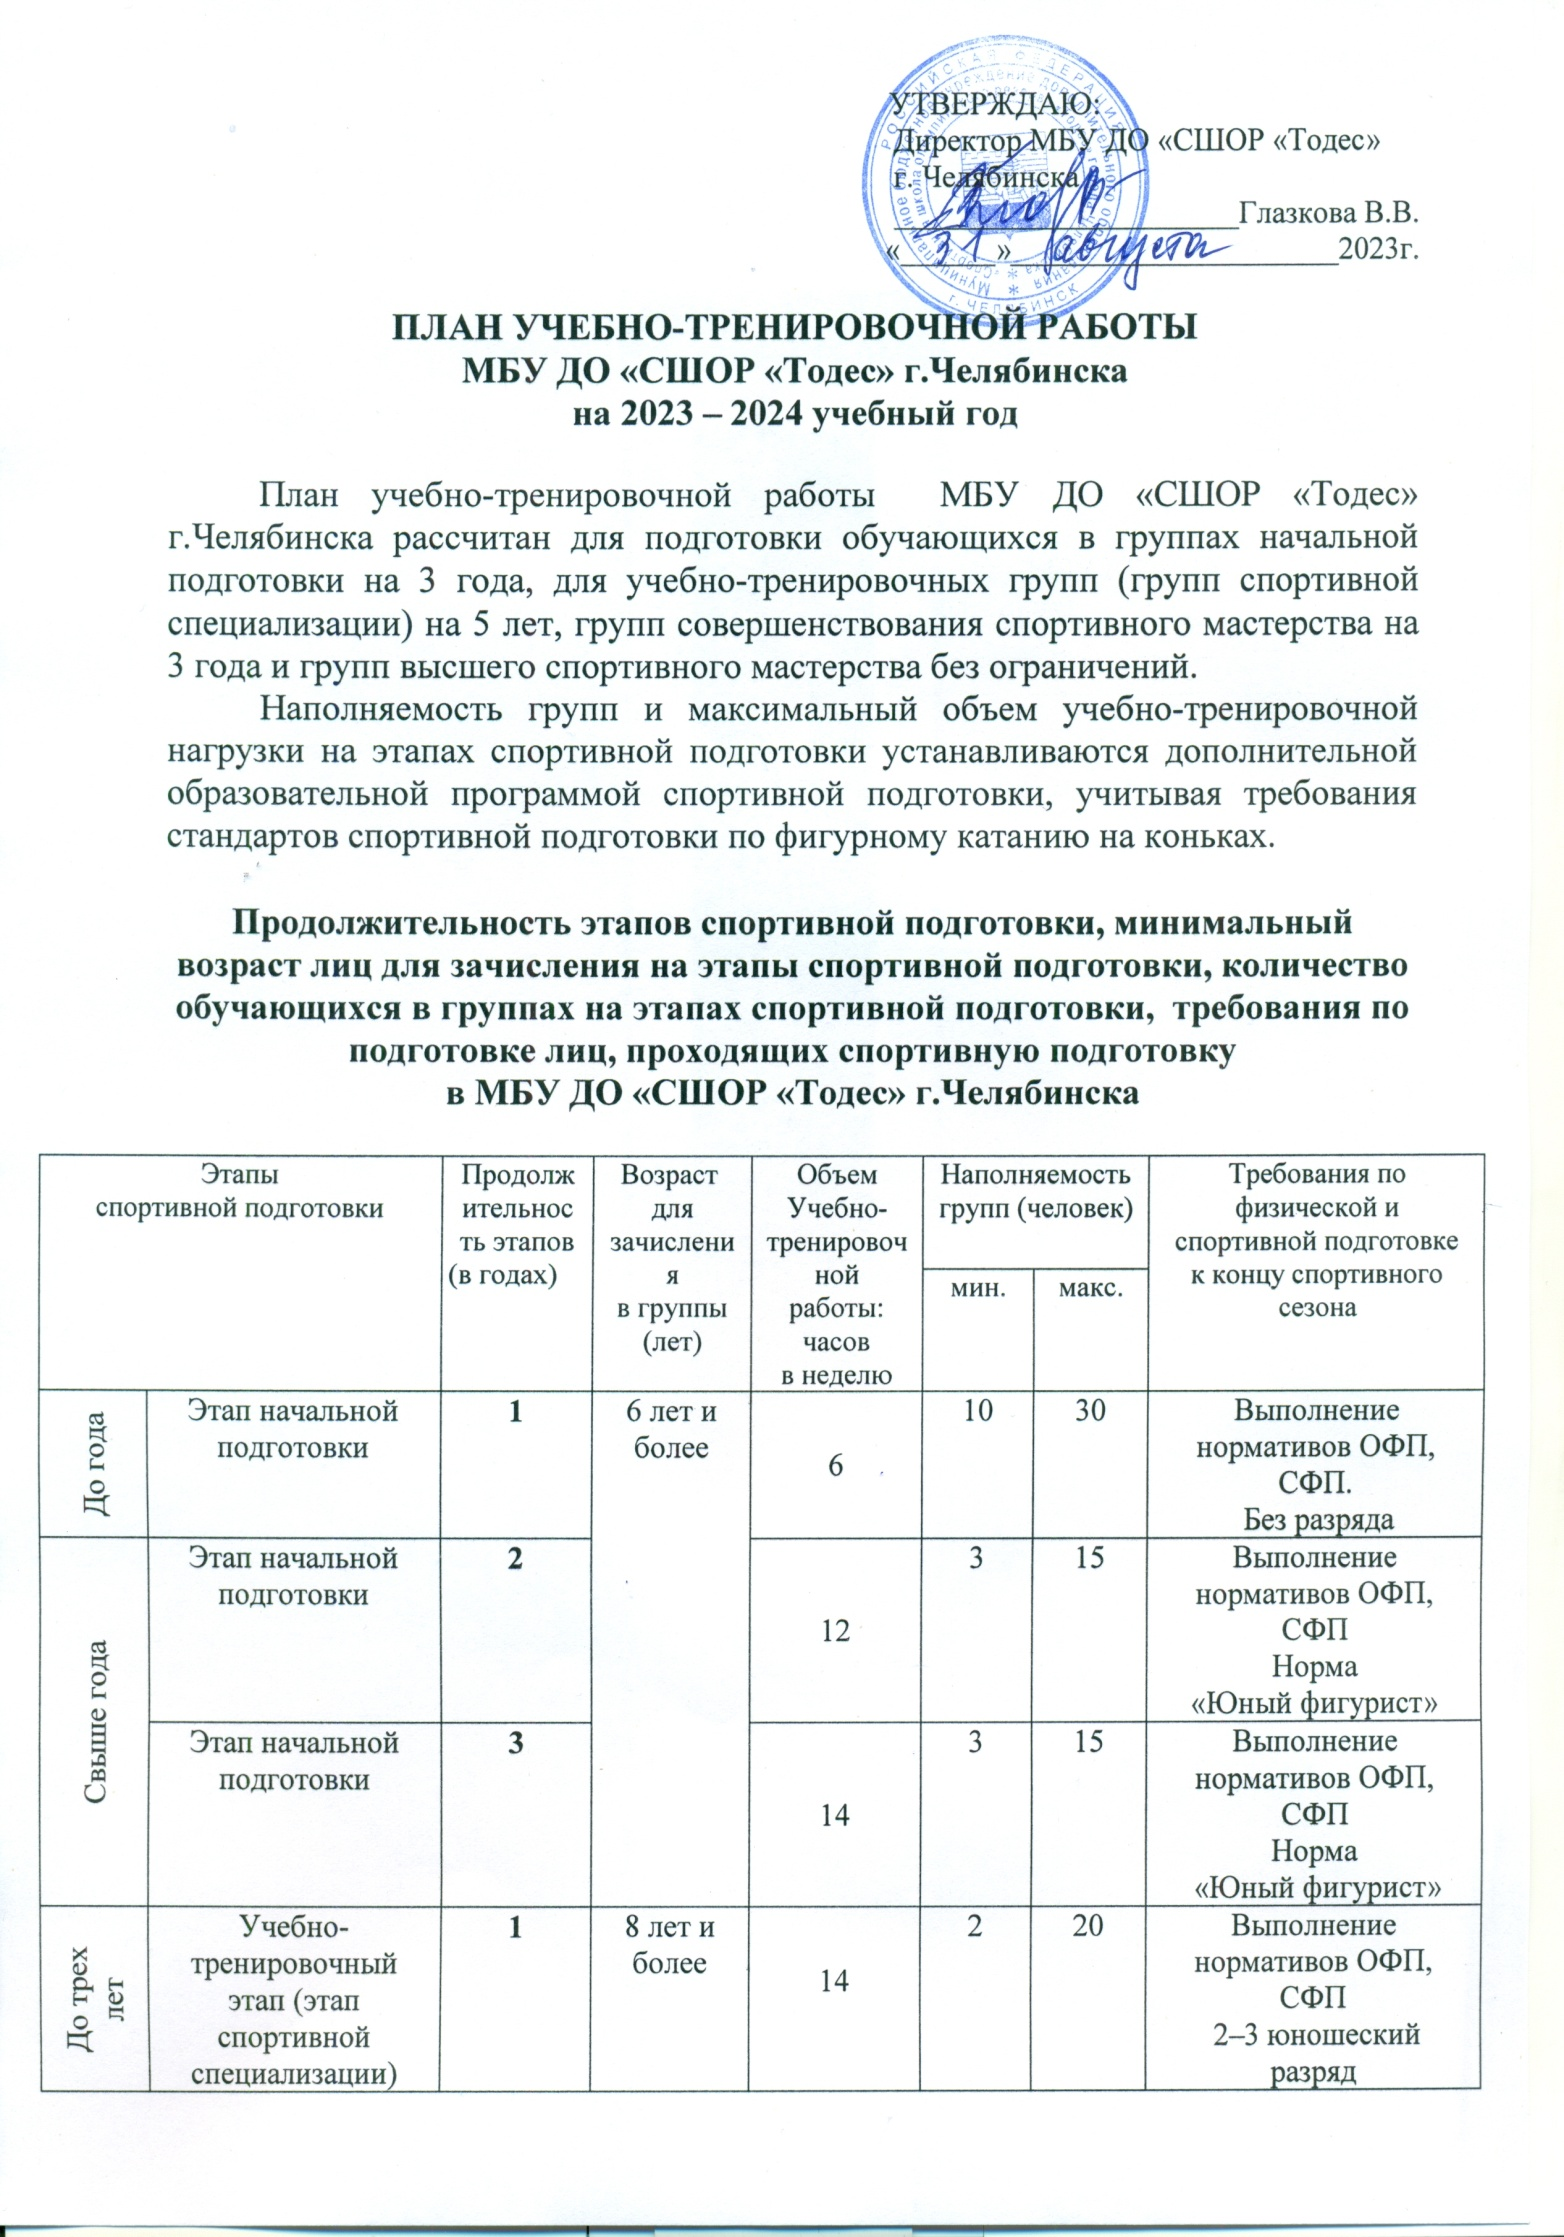 УТВЕРЖДАЮ:
Директор МБУ ДО «СШОР «Тодес»
г. Челябинска
Глазкова В.В.
« 31 » августа 2023г.
РОССИЙСКАЯ ФЕДЕРАЦИЯ
г. ЧЕЛЯБИНСК
ПЛАН УЧЕБНО-ТРЕНИРОВОЧНОЙ РАБОТЫ
МБУ ДО «СШОР «Тодес» г.Челябинска
на 2023 – 2024 учебный год
План учебно-тренировочной работы МБУ ДО «СШОР «Тодес»
г.Челябинска рассчитан для подготовки обучающихся в группах начальной
подготовки на 3 года, для учебно-тренировочных групп (групп спортивной
специализации) на 5 лет, групп совершенствования спортивного мастерства на
3 года и групп высшего спортивного мастерства без ограничений.
Наполняемость групп и максимальный объем учебно-тренировочной
нагрузки на этапах спортивной подготовки устанавливаются дополнительной
образовательной программой спортивной подготовки, учитывая требования
стандартов спортивной подготовки по фигурному катанию на коньках.
Продолжительность этапов спортивной подготовки, минимальный
возраст лиц для зачисления на этапы спортивной подготовки, количество
обучающихся в группах на этапах спортивной подготовки, требования по
подготовке лиц, проходящих спортивную подготовку
в МБУ ДО «СШОР «Тодес» г.Челябинска
Этапы
спортивной подготовки
Продолж
ительнос
ть этапов
(в годах)
Возраст
для
зачислени
я
в группы
(лет)
Объем
Учебно-
тренировоч
ной
работы:
часов
в неделю
Наполняемость
групп (человек)
мин.
макс.
Требования по
физической и
спортивной подготовке
к концу спортивного
сезона
До года
Этап начальной
подготовки
1
6 лет и
более
6
10
30
Выполнение
нормативов ОФП,
СФП.
Без разряда
Свыше года
Этап начальной
подготовки
2
12
3
15
Выполнение
нормативов ОФП,
СФП
Норма
«Юный фигурист»
Этап начальной
подготовки
3
14
3
15
Выполнение
нормативов ОФП,
СФП
Норма
«Юный фигурист»
До трех
лет
Учебно-
тренировочный
этап (этап
спортивной
специализации)
1
8 лет и
более
14
2
20
Выполнение
нормативов ОФП,
СФП
2–3 юношеский
разряд